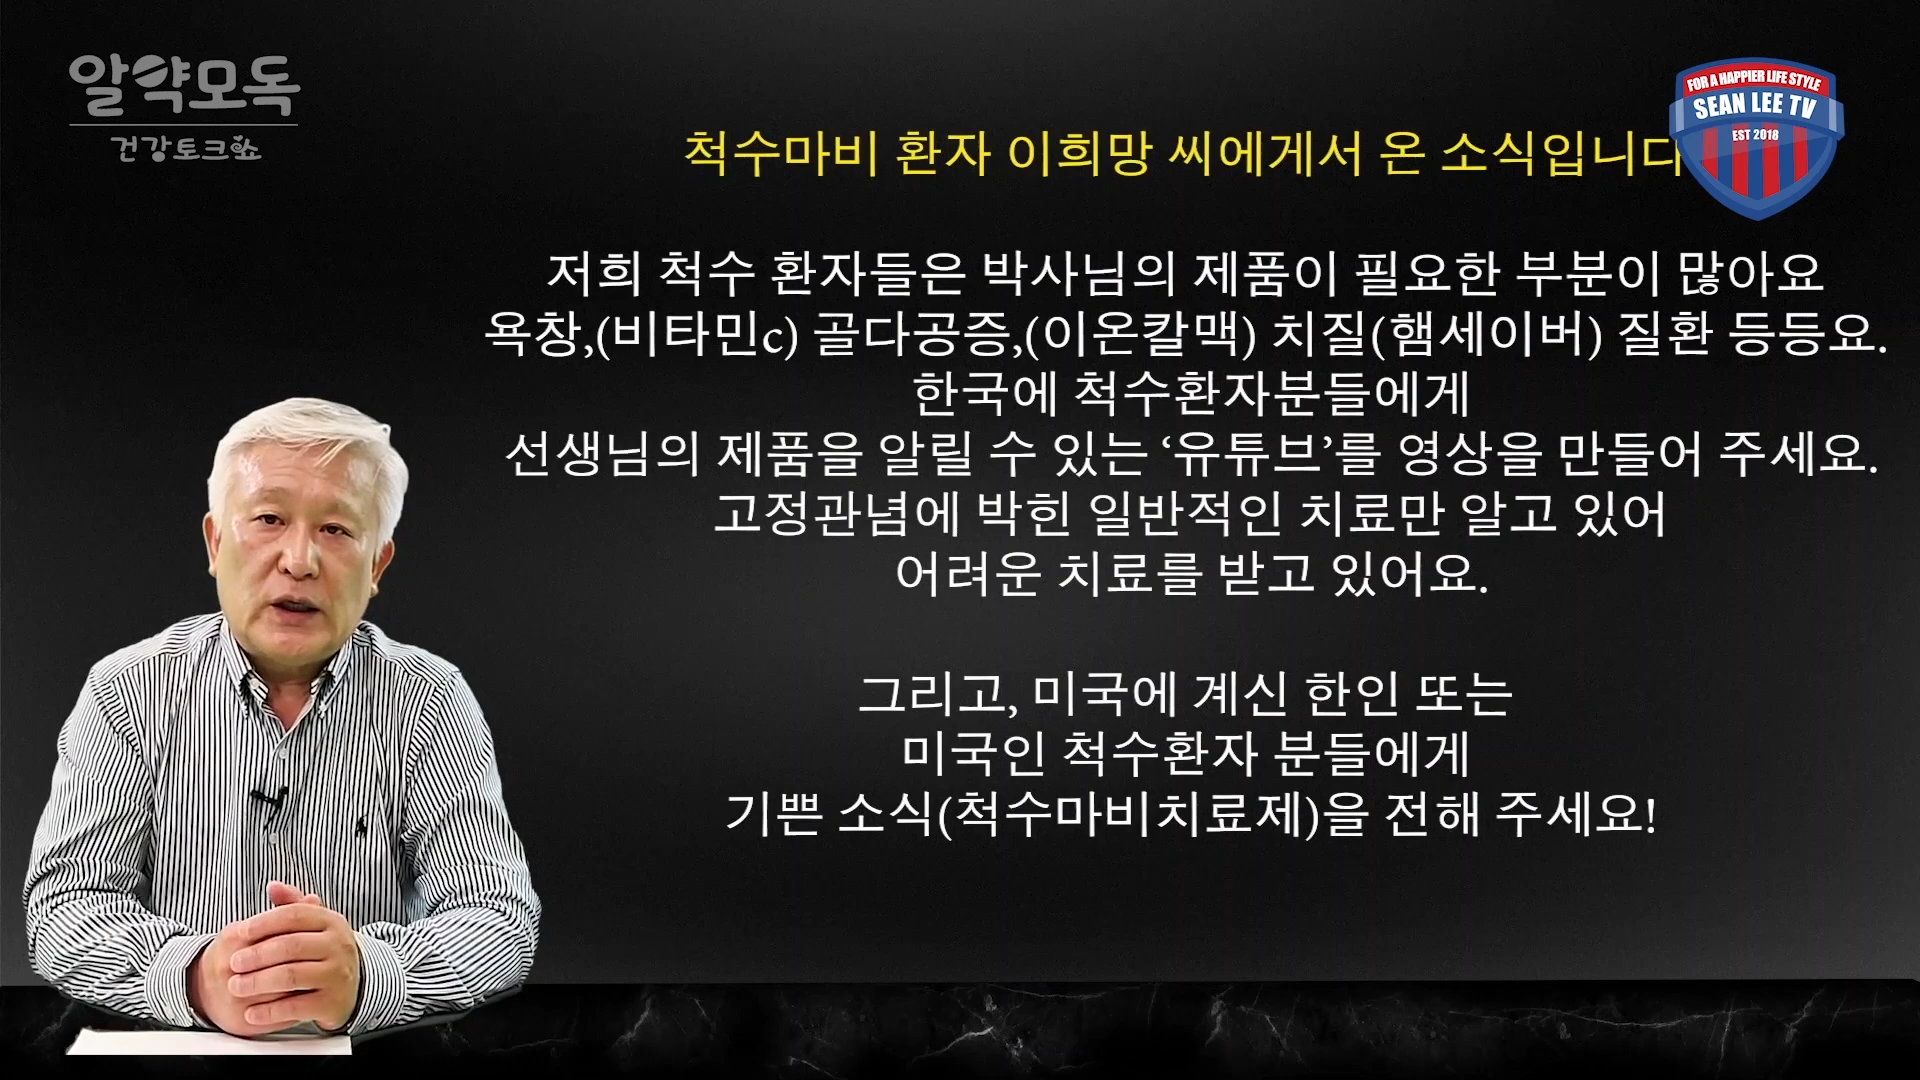 알약모독
건강토크쇼
FOR A HAPPIER LIFE STYLE
SEAN LEE TV
EST 2018
척수마비 환자 이희망 씨에게서 온 소식입니다
저희 척수 환자들은 박사님의 제품이 필요한 부분이 많아요
욕창,(비타민c) 골다공증,(이온칼맥) 치질(햄세이버) 질환 등등요.
한국에 척수환자분들에게
선생님의 제품을 알릴 수 있는 ‘유튜브’를 영상을 만들어 주세요.
고정관념에 박힌 일반적인 치료만 알고 있어
어려운 치료를 받고 있어요.
그리고, 미국에 계신 한인 또는
미국인 척수환자 분들에게
기쁜 소식(척수마비치료제)을 전해 주세요!